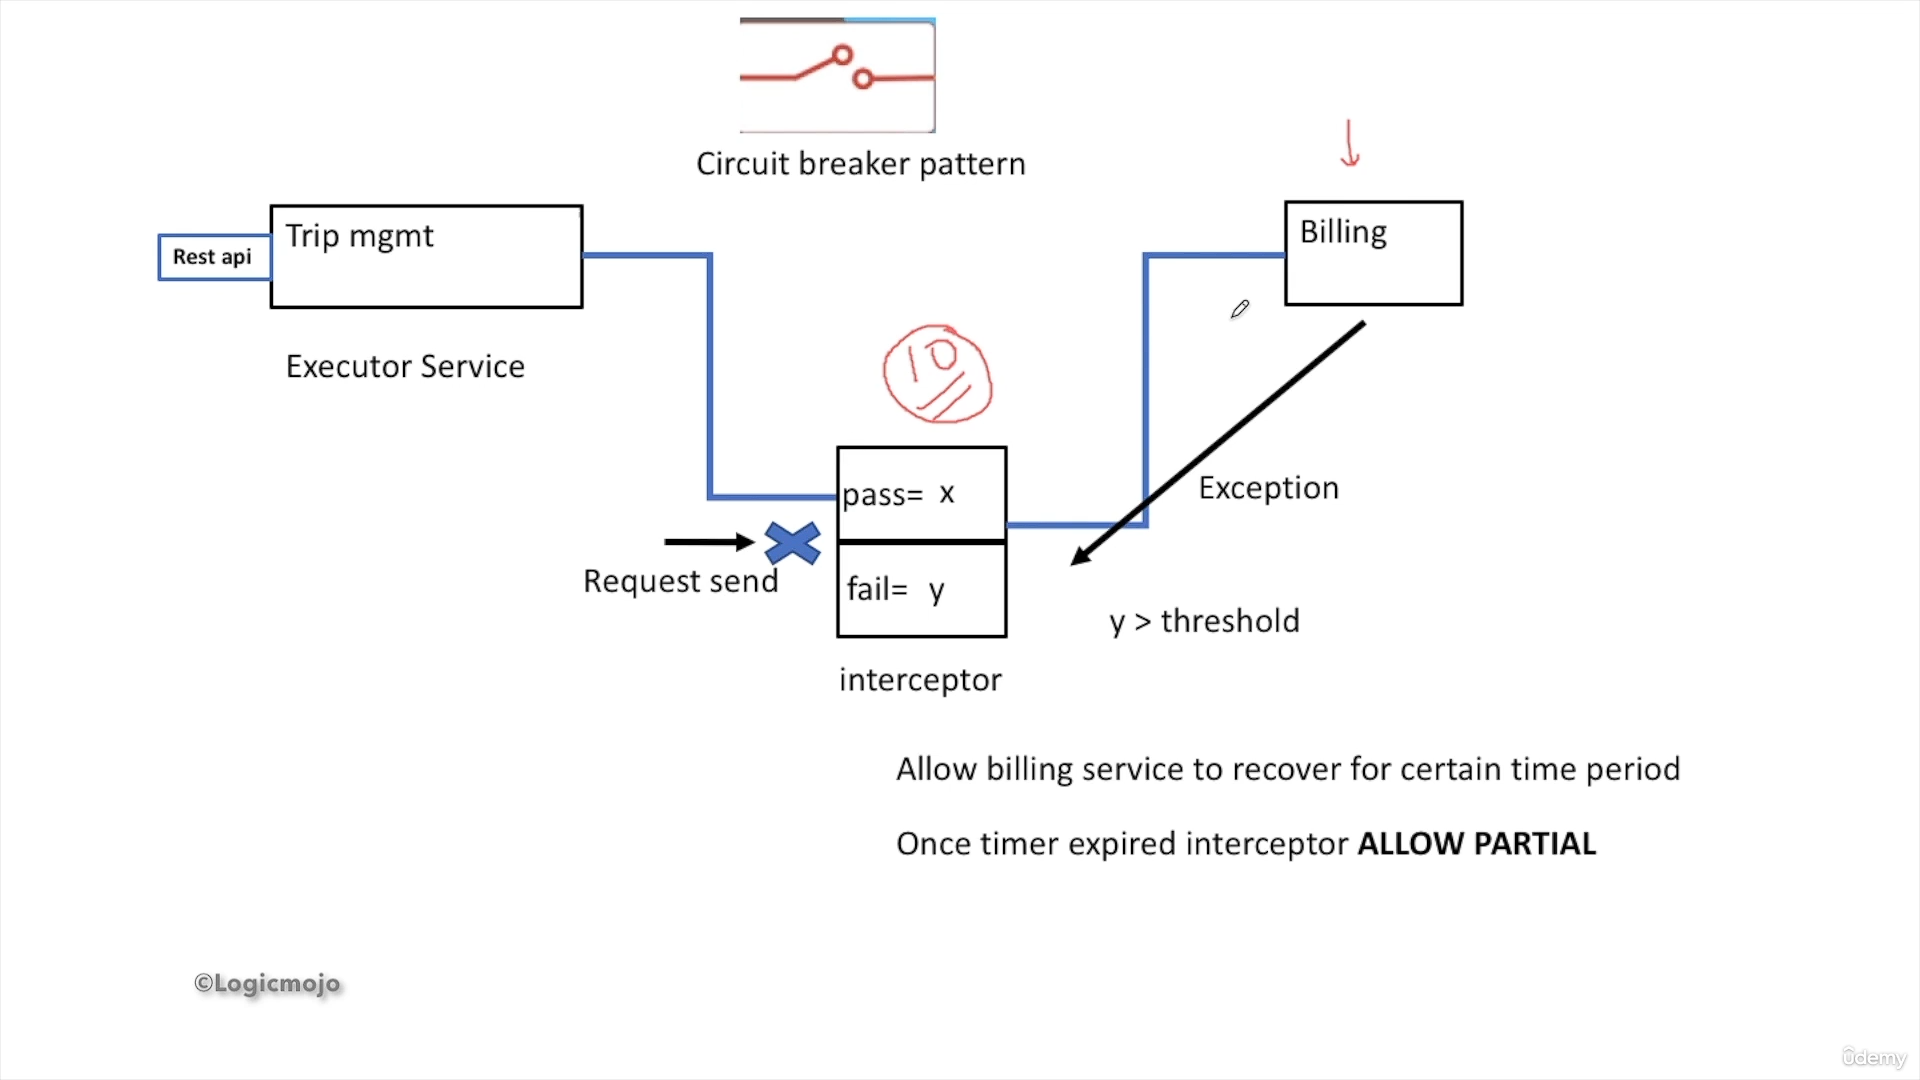 Circuit breaker pattern
Rest api
Trip mgmt
Billing
Executor Service
10
pass= x
Exception
Request send
fail= y
y > threshold
interceptor
Allow billing service to recover for certain time period
Once timer expired interceptor ALLOW PARTIAL
©Logicmojo
ûdemy